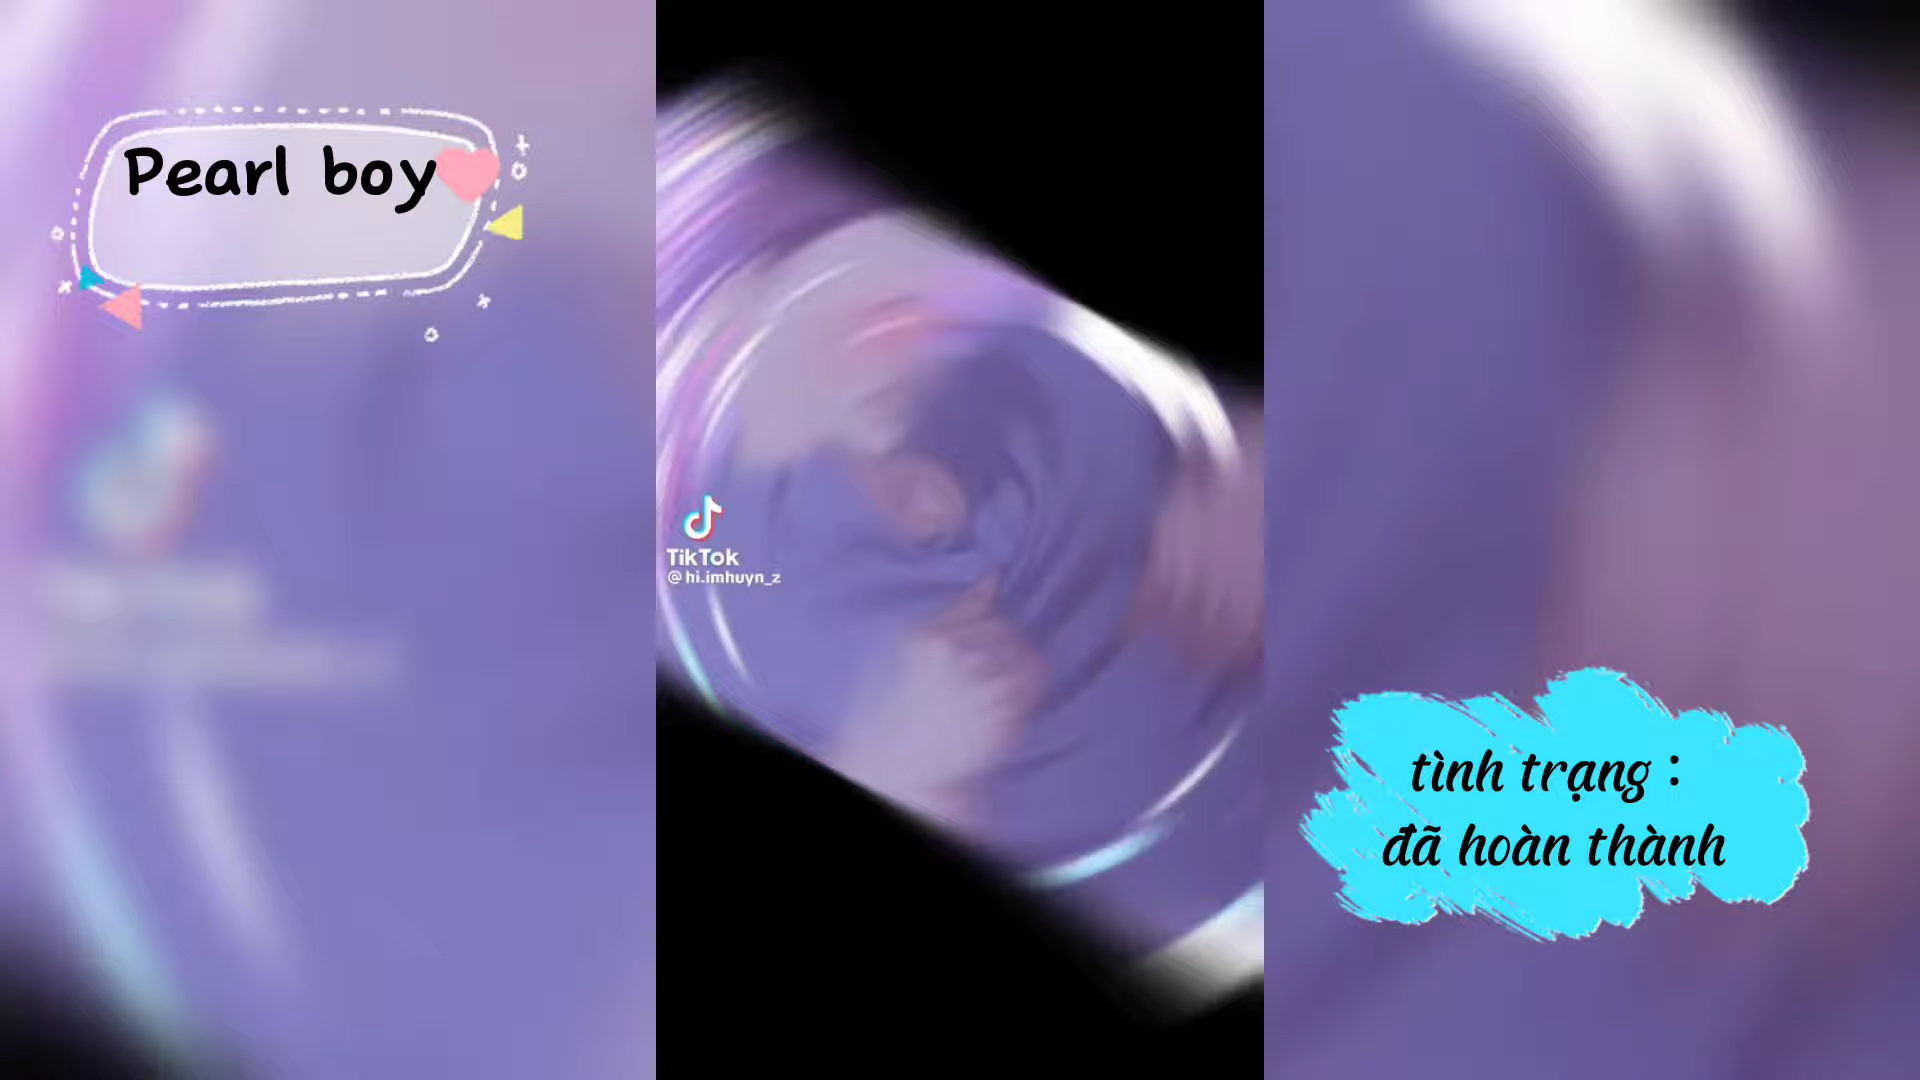 Pearl boy
TikTok
@hi.imhuyn_z
tình trạng :
đã hoàn thành